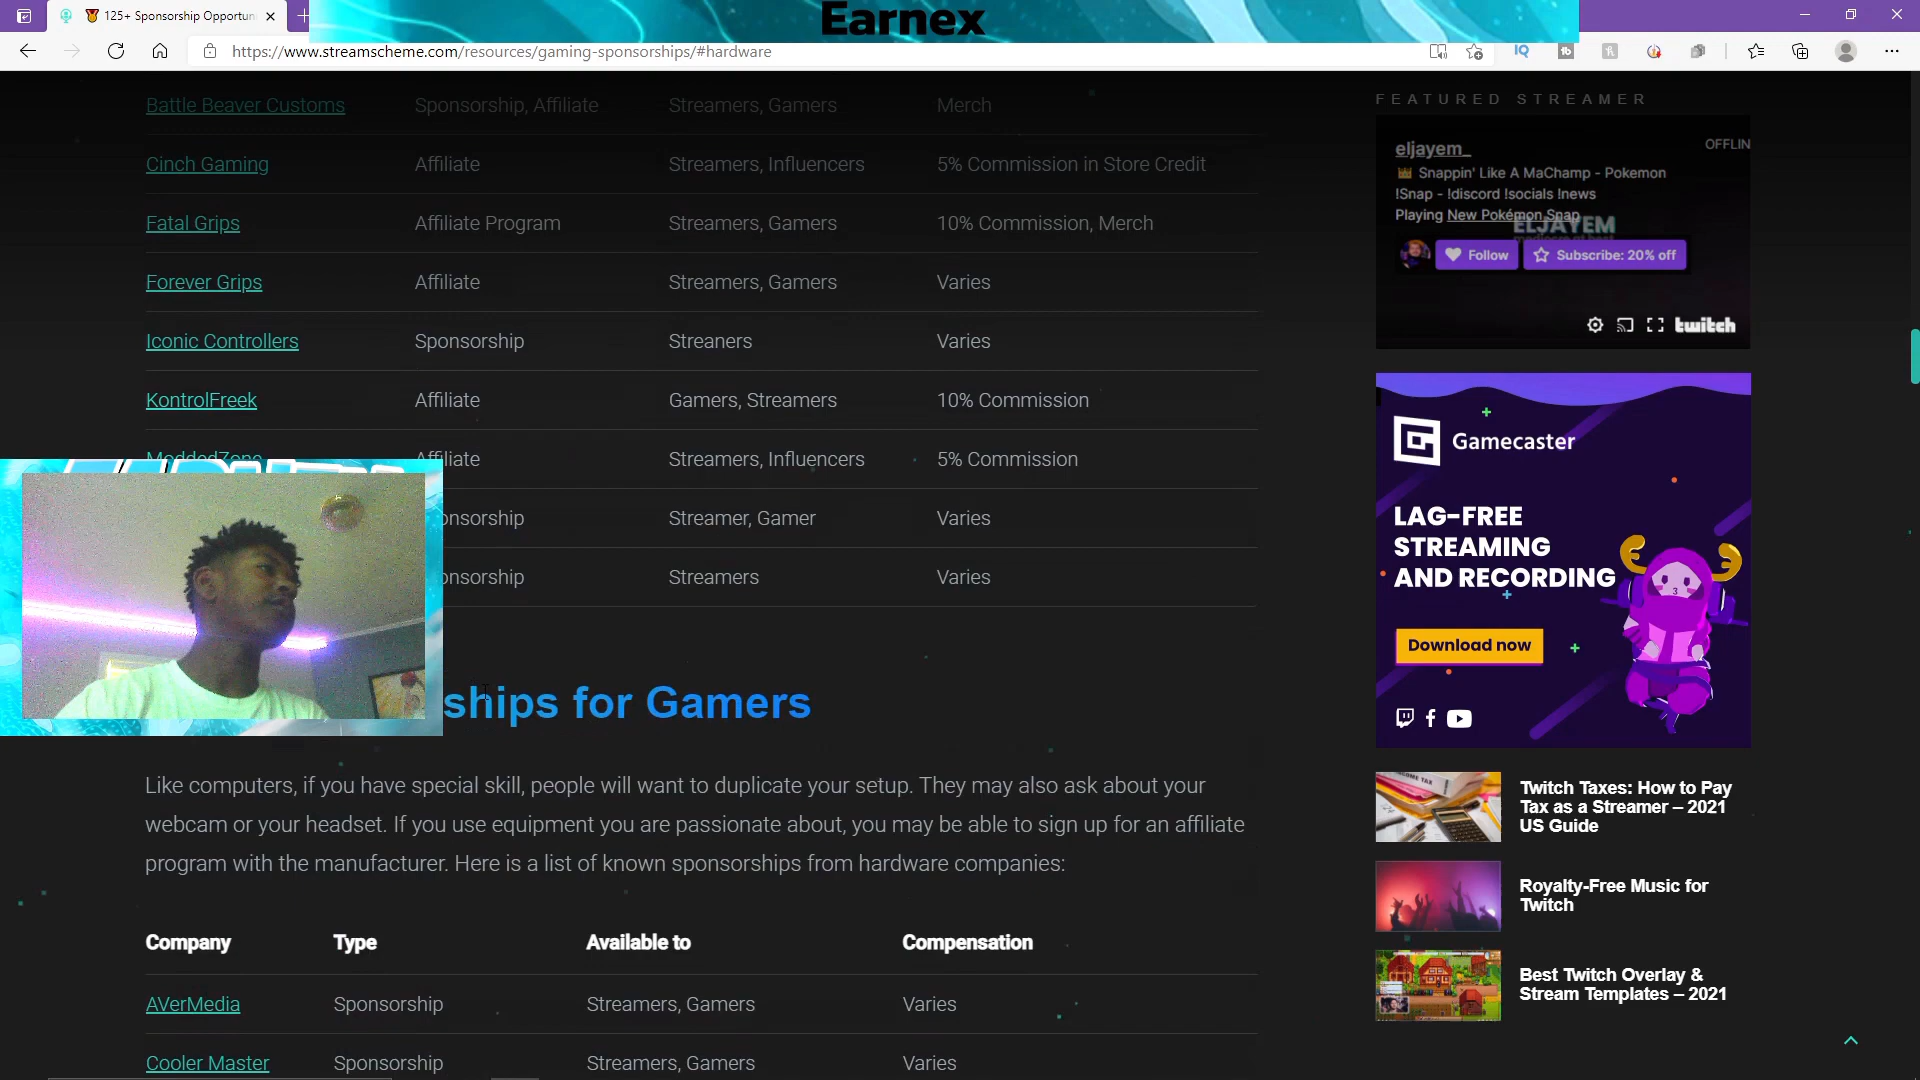 125+ Sponsorship Opportun
Earnex
https://www.streamscheme.com/resources/gaming-sponsorships/#hardware
Battle Beaver Customs Sponsorship, Affiliate Streamers, Gamers Merch
Cinch Gaming Affiliate Streamers, Influencers 5% Commission in Store Credit
Fatal Grips Affiliate Program Streamers, Gamers 10% Commission, Merch
Forever Grips Affiliate Streamers, Gamers Varies
Iconic Controllers Sponsorship Streaners Varies
KontrolFreek Affiliate Gamers, Streamers 10% Commission
ModdedZone ffiliate Streamers, Influencers 5% Commission
onsorship Streamer, Gamer Varies
onsorship Streamers Varies
ships for Gamers
Like computers, if you have special skill, people will want to duplicate your setup. They may also ask about your
webcam or your headset. If you use equipment you are passionate about, you may be able to sign up for an affiliate
program with the manufacturer. Here is a list of known sponsorships from hardware companies:
Company Type Available to Compensation
AVerMedia Sponsorship Streamers, Gamers Varies
Cooler Master Sponsorship Streamers, Gamers Varies
FEATURED STREAMER
eljayem_ OFFLIN
Snappin' Like A MaChamp - Pokemon
!Snap - !discord !socials !news
Playing New Pokémon Snap
ELJAYEM
Follow Subscribe: 20% off
twitch
Gamecaster
LAG-FREE
STREAMING
AND RECORDING
Download now
Twitch Taxes: How to Pay
Tax as a Streamer – 2021
US Guide
Royalty-Free Music for
Twitch
Best Twitch Overlay &
Stream Templates – 2021